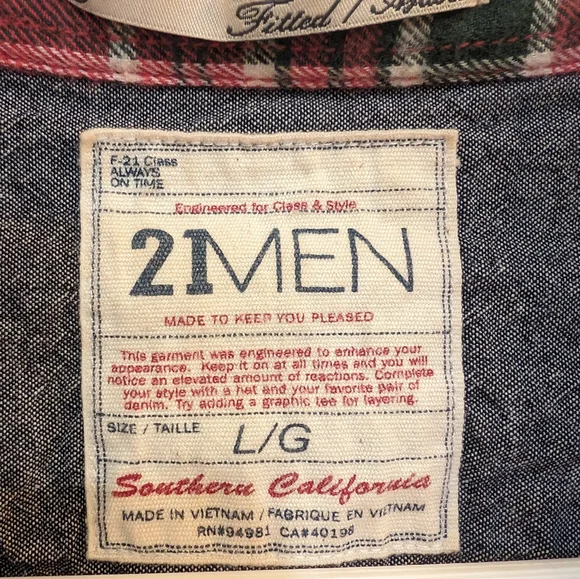 Fitted /
F-21 Class
ALWAYS
ON TIME
Engineered for Class & Style
21MEN
MADE TO KEEP YOU PLEASED
This garment was engineered to enhance your
appearance. Keep it on at all times and you will
notice an elevated amount of reactions. Complete
your style with a hat and your favorite pair of
denim. Try adding a graphic tee for layering.
SIZE / TAILLE L/G
Southern California
MADE IN VIETNAM / FABRIQUE EN VIETNAM
RN#94981 CA#40198